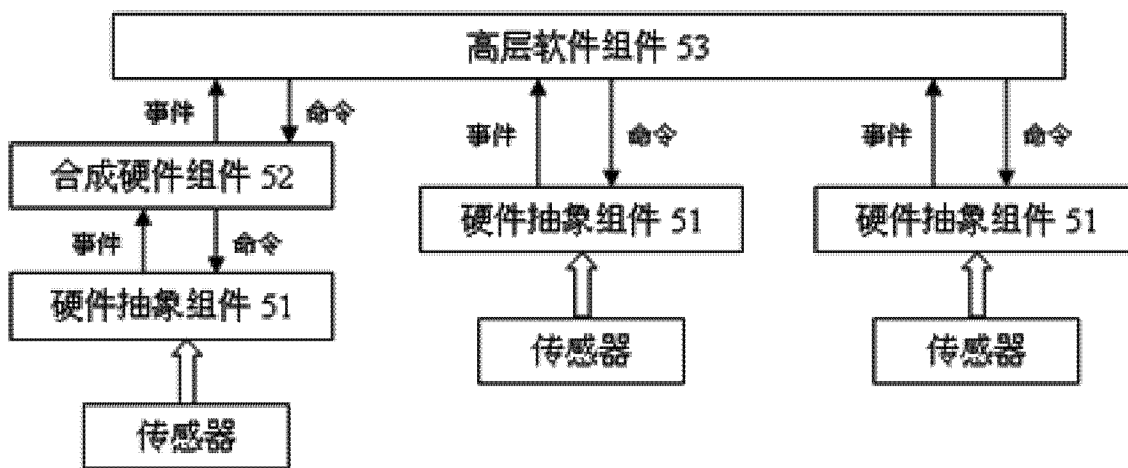 高层软件组件 53
事件
命令
事件
命令
事件
命令
合成硬件组件 52
硬件抽象组件 51
硬件抽象组件 51
事件
命令
硬件抽象组件 51
传感器
传感器
传感器